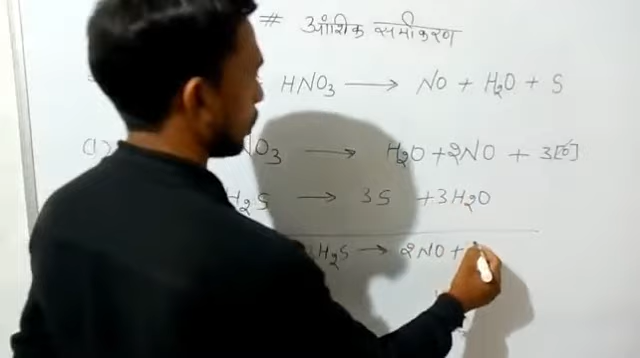 # आंशिक समीकरण
HNO₃ → NO + H₂O + S
(1) NO₃ → H₂O + 2NO + 3[O]
H₂S → 3S + 3H₂O
H₂S → 2NO +